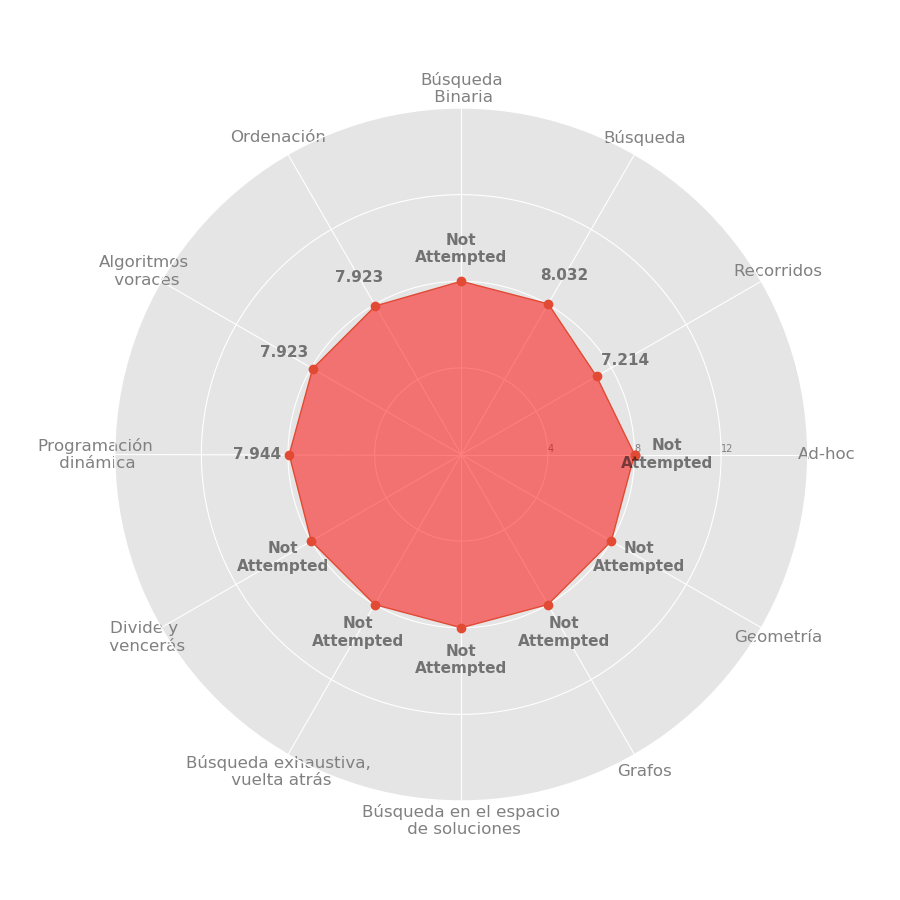 Búsqueda
Binaria
Ordenación
Búsqueda
Not
Attempted
Algoritmos
voraces
7.923
8.032
Recorridos
7.923
7.214
Programación
dinámica
7.944
4
8
12
Not
Attempted
Ad-hoc
Not
Attempted
Not
Attempted
Divide y
vencerás
Not
Attempted
Not
Attempted
Not
Attempted
Geometría
Búsqueda exhaustiva,
vuelta atrás
Grafos
Búsqueda en el espacio
de soluciones